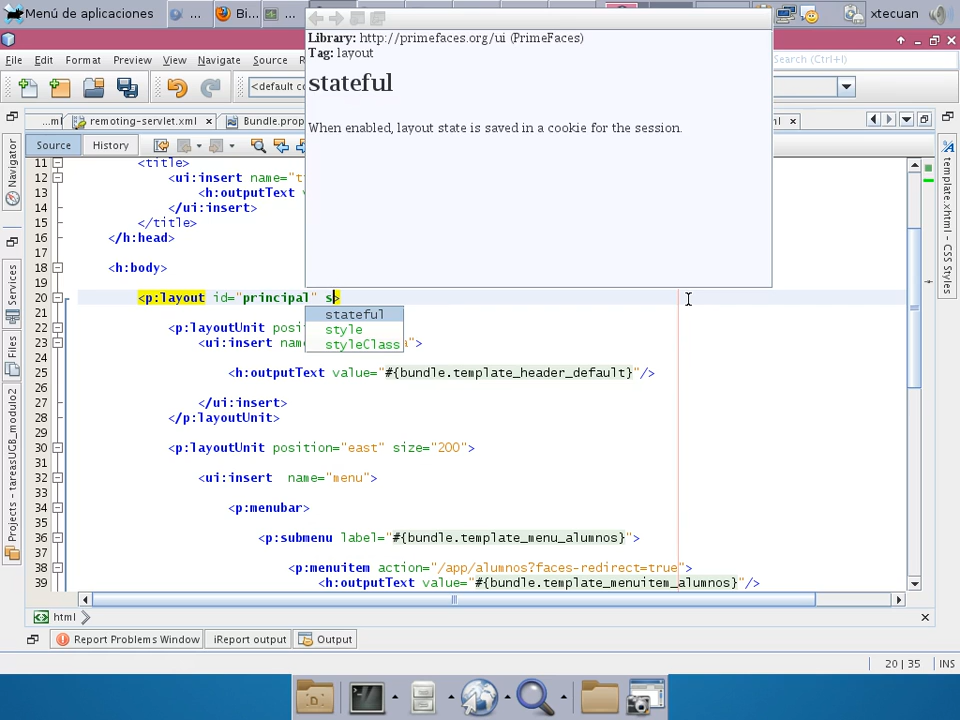 Menú de aplicaciones
...
Bi...
...
xtecuan
File Edit Format Preview View Navigate Source
Search (Ctrl+I)
<default co
Library: http://primefaces.org/ui (PrimeFaces)
Tag: layout
stateful
When enabled, layout state is saved in a cookie for the session.
...ml
remoting-servlet.xml
Bundle.prop
ml
Source History
11 <title>
12 <ui:insert name="t
13 <h:outputText
14 </ui:insert>
15 </title>
16 </h:head>
17
18 <h:body>
19
20 <p:layout id="principal" s>
stateful
style
styleClass
21
22 <p:layoutUnit posi
23 <ui:insert nam a">
24
25 <h:outputText value="#{bundle.template_header_default}"/>
26
27 </ui:insert>
28 </p:layoutUnit>
29
30 <p:layoutUnit position="east" size="200">
31
32 <ui:insert name="menu">
33
34 <p:menubar>
35
36 <p:submenu label="#{bundle.template_menu_alumnos}">
37
38 <p:menuitem action="/app/alumnos?faces-redirect=true">
39 <h:outputText value="#{bundle.template_menuitem_alumnos}"/>
Navigator
Services
Files
Projects - tareasUGB_modulo2
template.xhtml - CSS Styles
html
Report Problems Window
iReport output
Output
20 | 35 INS